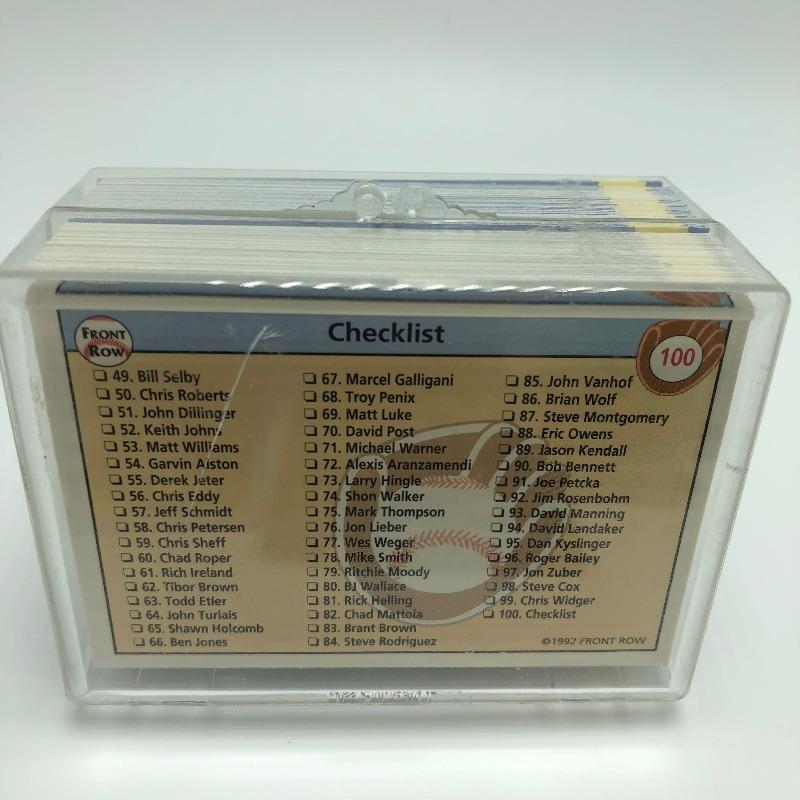 FRONT
ROW
Checklist
100
49. Bill Selby
50. Chris Roberts
51. John Dillinger
52. Keith Johns
53. Matt Williams
54. Garvin Alston
55. Derek Jeter
56. Chris Eddy
57. Jeff Schmidt
58. Chris Petersen
59. Chris Sheff
60. Chad Roper
61. Rich Ireland
62. Tibor Brown
63. Todd Etler
64. John Turlais
65. Shawn Holcomb
66. Ben Jones
67. Marcel Galligani
68. Troy Penix
69. Matt Luke
70. David Post
71. Michael Warner
72. Alexis Aranzamendi
73. Larry Hingle
74. Shon Walker
75. Mark Thompson
76. Jon Lieber
77. Wes Weger
78. Mike Smith
79. Ritchie Moody
80. BJ Wallace
81. Rick Helling
82. Chad Mattola
83. Brant Brown
84. Steve Rodriguez
85. John Vanhof
86. Brian Wolf
87. Steve Montgomery
88. Eric Owens
89. Jason Kendall
90. Bob Bennett
91. Joe Petcka
92. Jim Rosenbohm
93. David Manning
94. David Landaker
95. Dan Kyslinger
96. Roger Bailey
97. Jon Zuber
98. Steve Cox
99. Chris Widger
100. Checklist
©1992 FRONT ROW